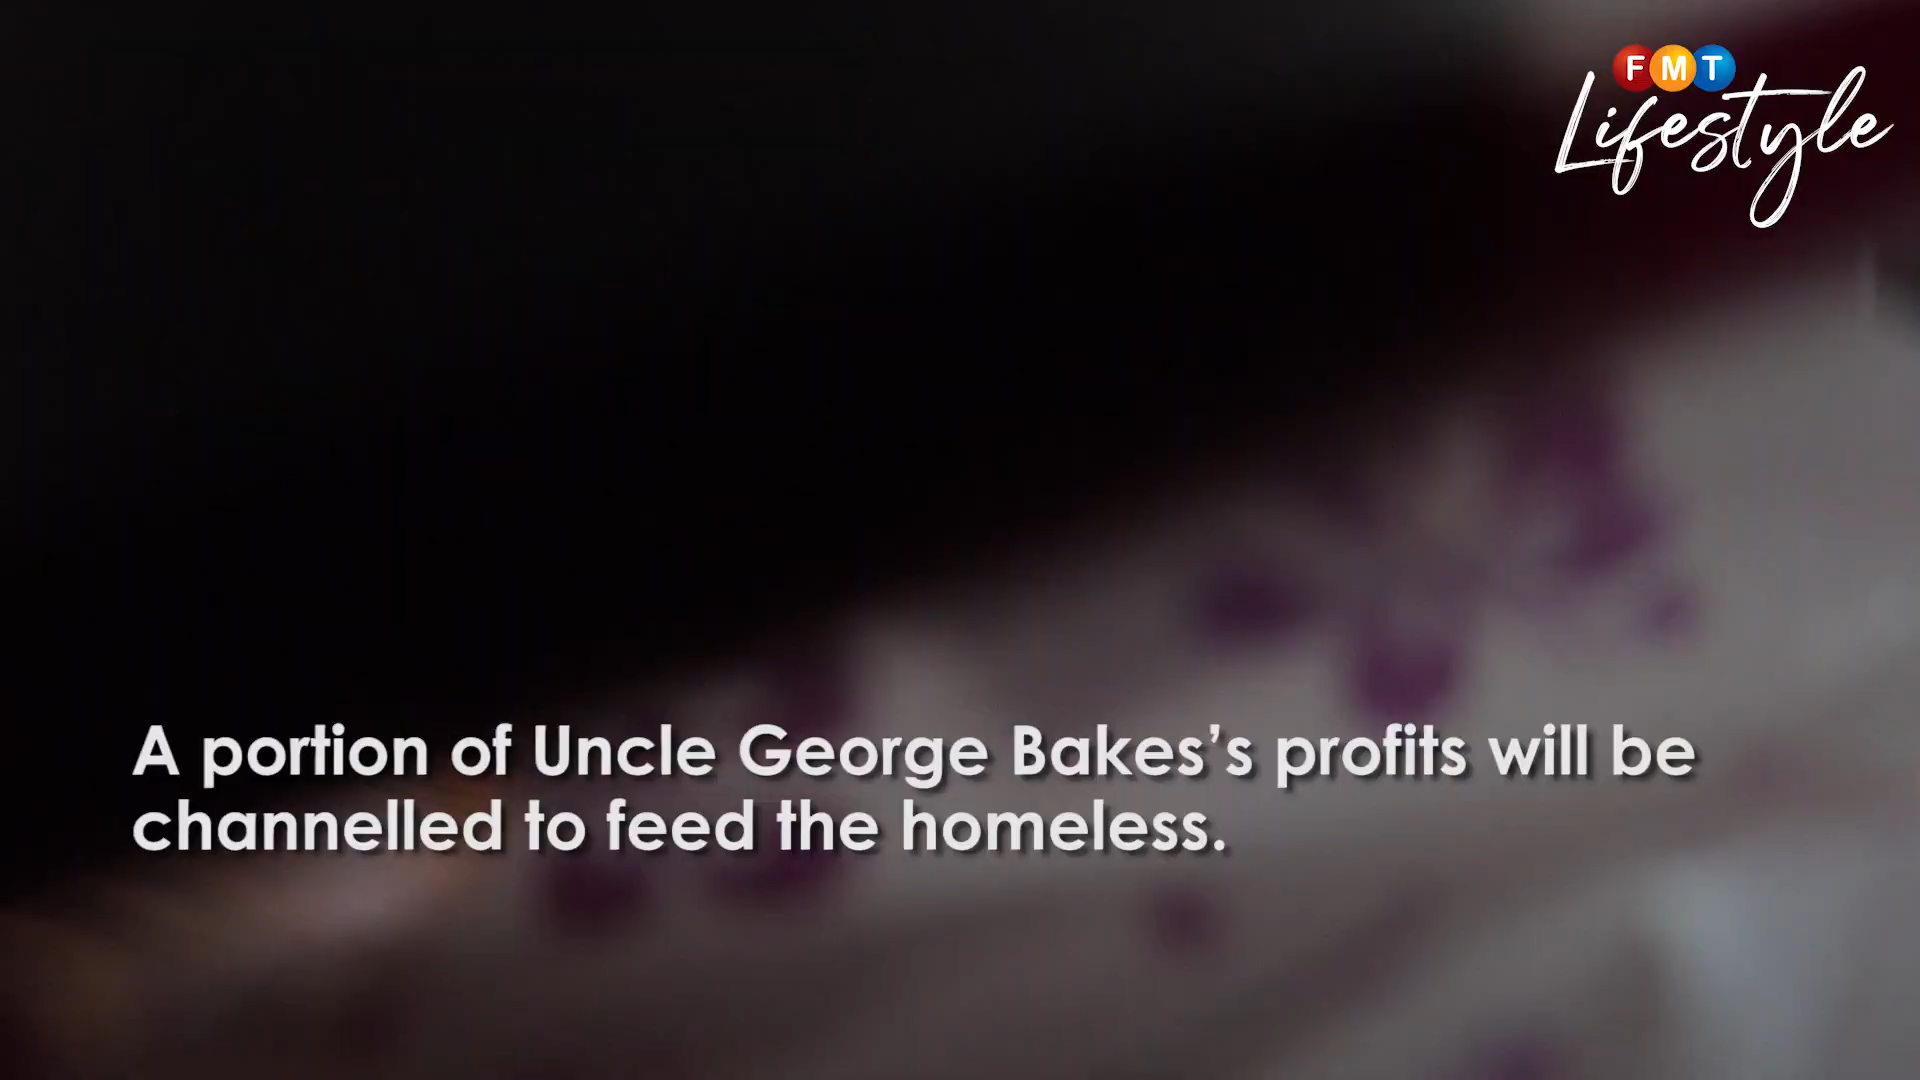 FMT
Lifestyle
A portion of Uncle George Bakes’s profits will be
channelled to feed the homeless.